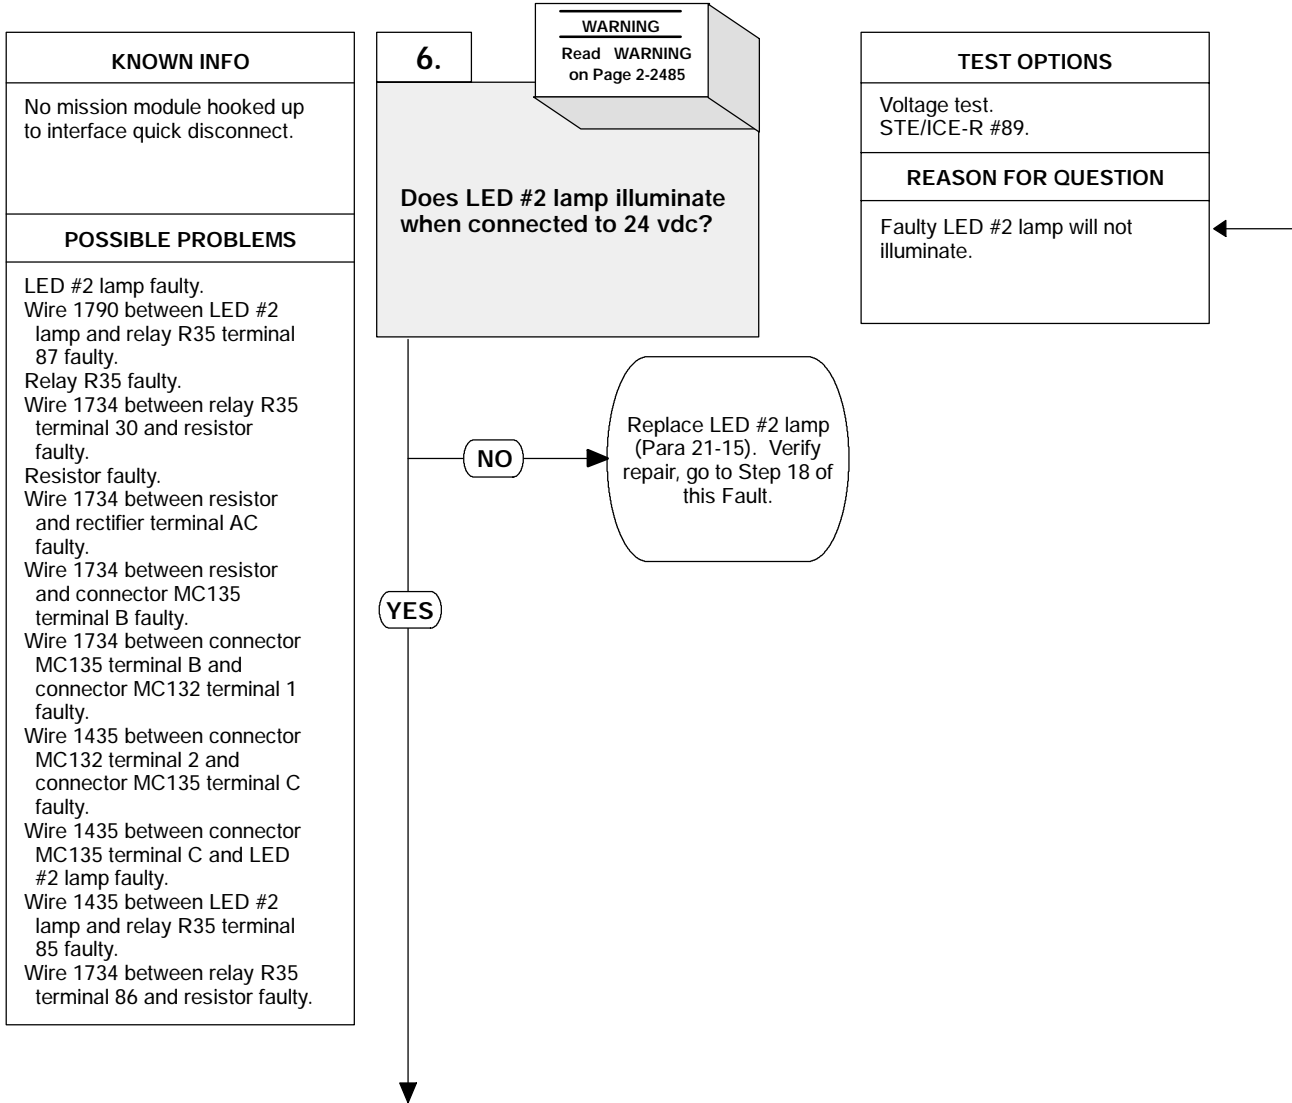 KNOWN INFO
No mission module hooked up
to interface quick disconnect.
POSSIBLE PROBLEMS
LED #2 lamp faulty.
Wire 1790 between LED #2
lamp and relay R35 terminal
87 faulty.
Relay R35 faulty.
Wire 1734 between relay R35
terminal 30 and resistor
faulty.
Resistor faulty.
Wire 1734 between resistor
and rectifier terminal AC
faulty.
Wire 1734 between resistor
and connector MC135
terminal B faulty.
Wire 1734 between connector
MC135 terminal B and
connector MC132 terminal 1
faulty.
Wire 1435 between connector
MC132 terminal 2 and
connector MC135 terminal C
faulty.
Wire 1435 between connector
MC135 terminal C and LED
#2 lamp faulty.
Wire 1435 between LED #2
lamp and relay R35 terminal
85 faulty.
Wire 1734 between relay R35
terminal 86 and resistor faulty.
6.
WARNING
Read WARNING
on Page 2-2485
Does LED #2 lamp illuminate
when connected to 24 vdc?
NO
Replace LED #2 lamp
(Para 21-15). Verify
repair, go to Step 18 of
this Fault.
YES
TEST OPTIONS
Voltage test.
STE/ICE-R #89.
REASON FOR QUESTION
Faulty LED #2 lamp will not
illuminate.